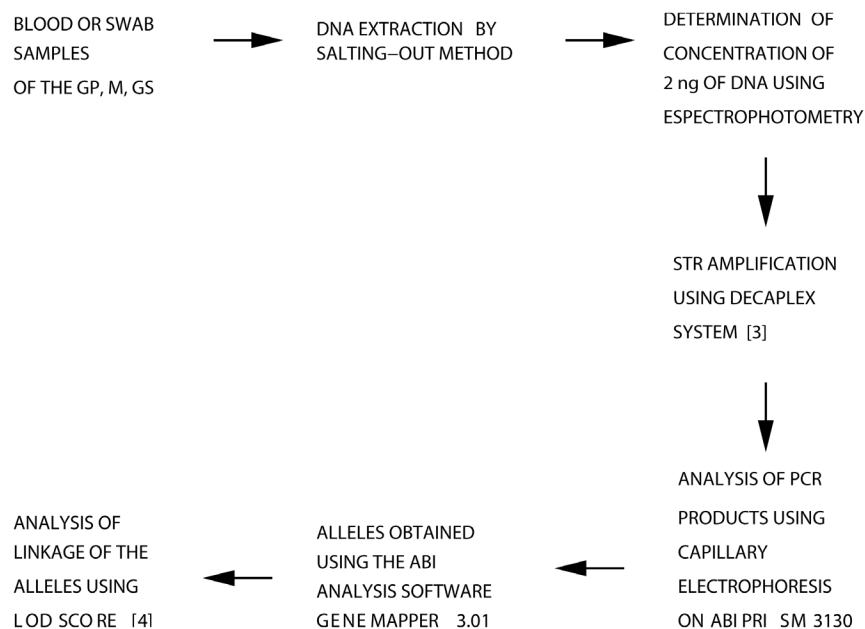 BLOOD OR SWAB
SAMPLES
OF THE GP, M, GS
DNA EXTRACTION BY
SALTING–OUT METHOD
DETERMINATION OF
CONCENTRATION OF
2 ng OF DNA USING
ESPECTROPHOTOMETRY
STR AMPLIFICATION
USING DECAPLEX
SYSTEM [3]
ANALYSIS OF PCR
PRODUCTS USING
CAPILLARY
ELECTROPHORESIS
ON ABI PRI SM 3130
ALLELES OBTAINED
USING THE ABI
ANALYSIS SOFTWARE
GENE MAPPER 3.01
ANALYSIS OF
LINKAGE OF THE
ALLELES USING
LOD SCORE [4]